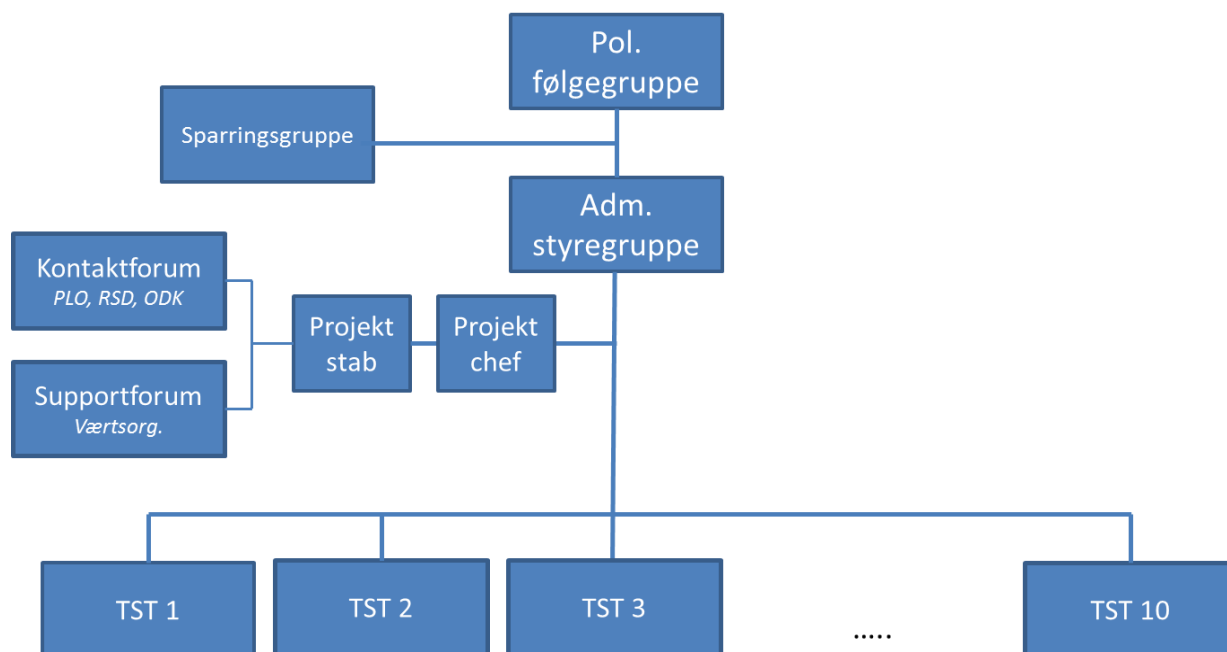 Pol.
følgegruppe
Sparringsgruppe
Adm.
styregruppe
Kontaktforum
PLO, RSD, ODK
Projekt
stab
Projekt
chef
Supportforum
Værtsorg.
TST 1
TST 2
TST 3
.....
TST 10